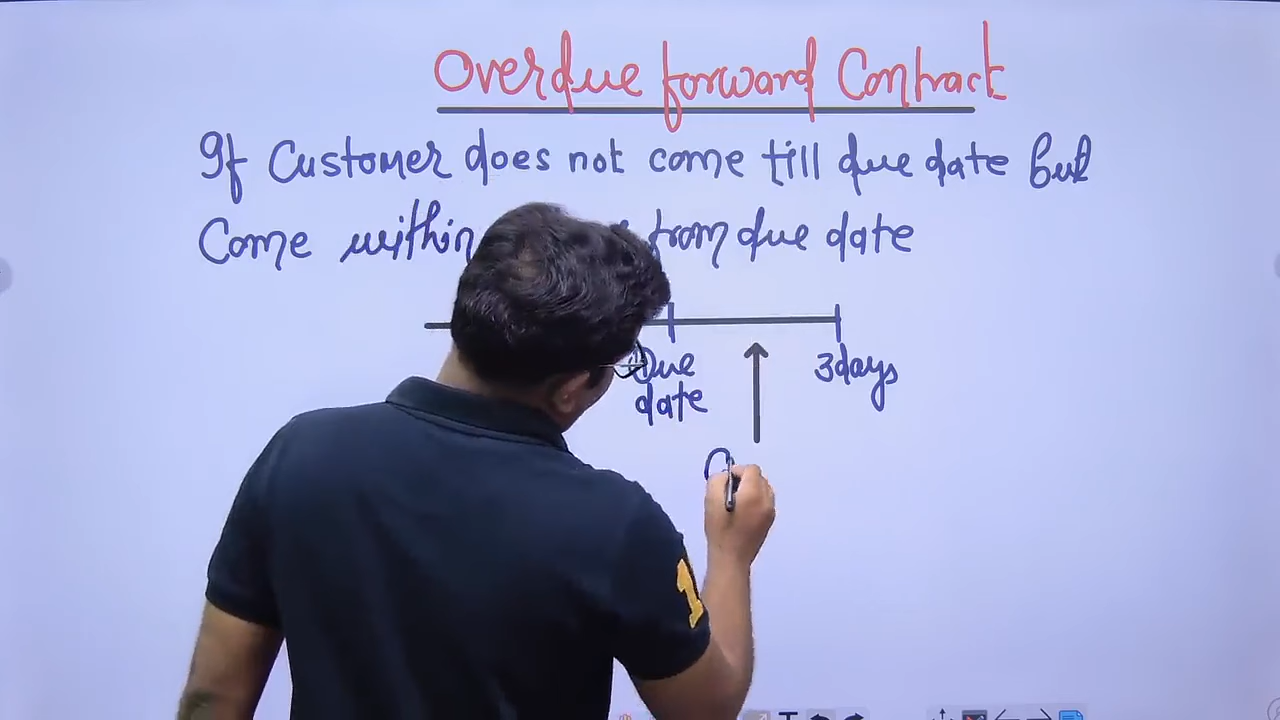 Overdue forward Contract
If Customer does not come till due date but
Come within from due date
Due
date
3days
1